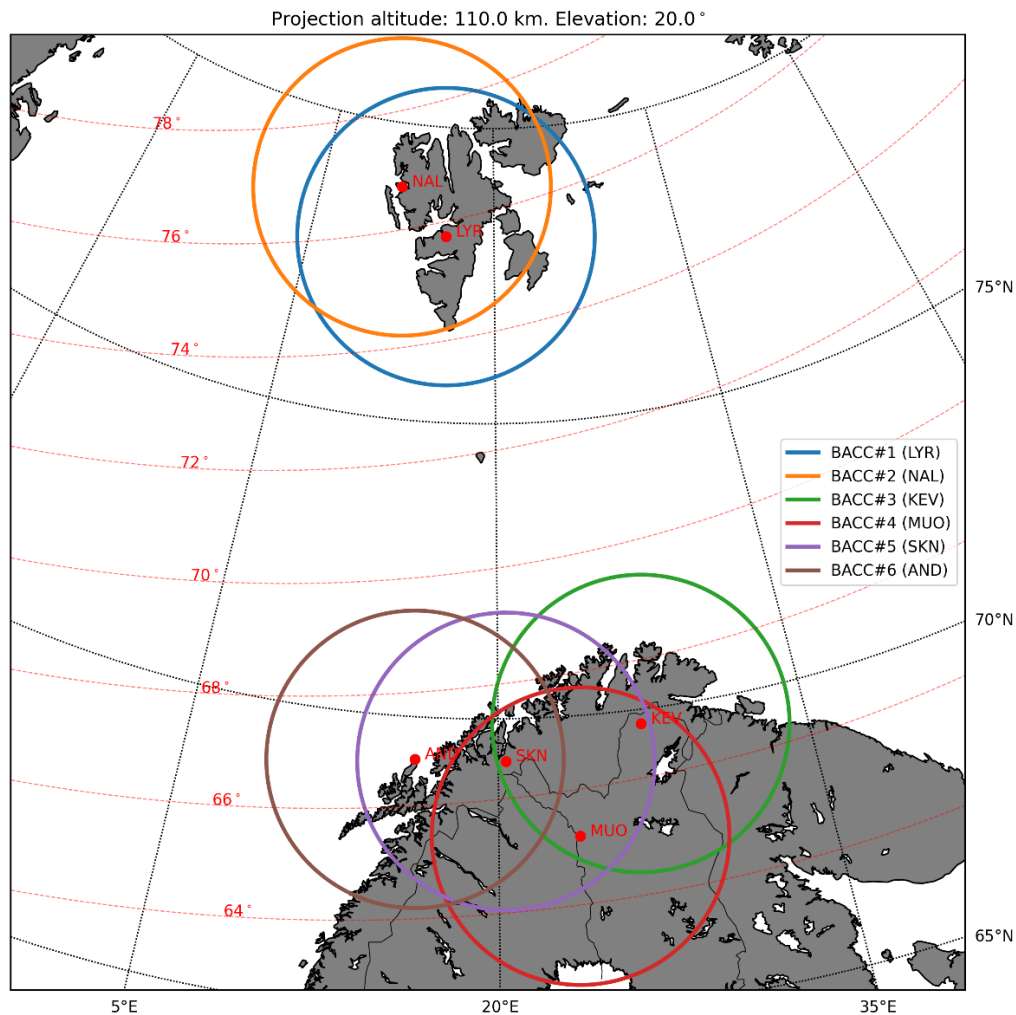 Projection altitude: 110.0 km. Elevation: 20.0°
78°
NAL
76°
LYR
75°N
74°
72°
BACC#1 (LYR)
BACC#2 (NAL)
BACC#3 (KEV)
BACC#4 (MUO)
BACC#5 (SKN)
BACC#6 (AND)
70°
70°N
68°
KEV
AND
SKN
66°
MUO
64°
65°N
5°E
20°E
35°E